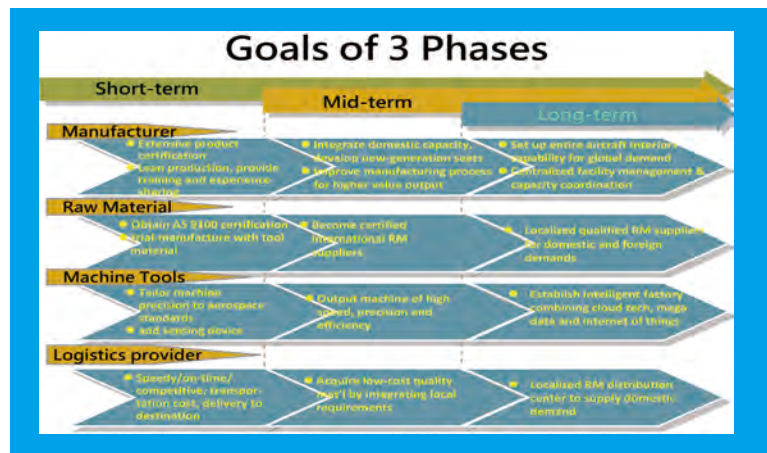 Goals of 3 Phases
Short-term
Mid-term
Long-term
Manufacturer
Extensive product
certification
Lean production, provide
training and experience
sharing
Integrate domestic capacity,
develop new-generation seats
Improve manufacturing process
for higher value output
Set up entire aircraft interiors
capability for global demand
Centralized facility management &
capacity coordination
Raw Material
Obtain AS 9100 certification
trial manufacture with tool
material
Become certified
international RM
suppliers
Localized qualified RM suppliers
for domestic and foreign
demands
Machine Tools
Tailor machine
precision to aerospace
standards
add sensing device
Output machine of high
speed, precision and
efficiency
Establish intelligent factory
combining cloud tech, mega
data and internet of things
Logistics provider
Speedy/on-time/
competitive, transpor-
tation cost, delivery to
destination
Acquire low-cost quality
mat'l by integrating local
requirements
Localized RM distribution
center to supply domestic
demand